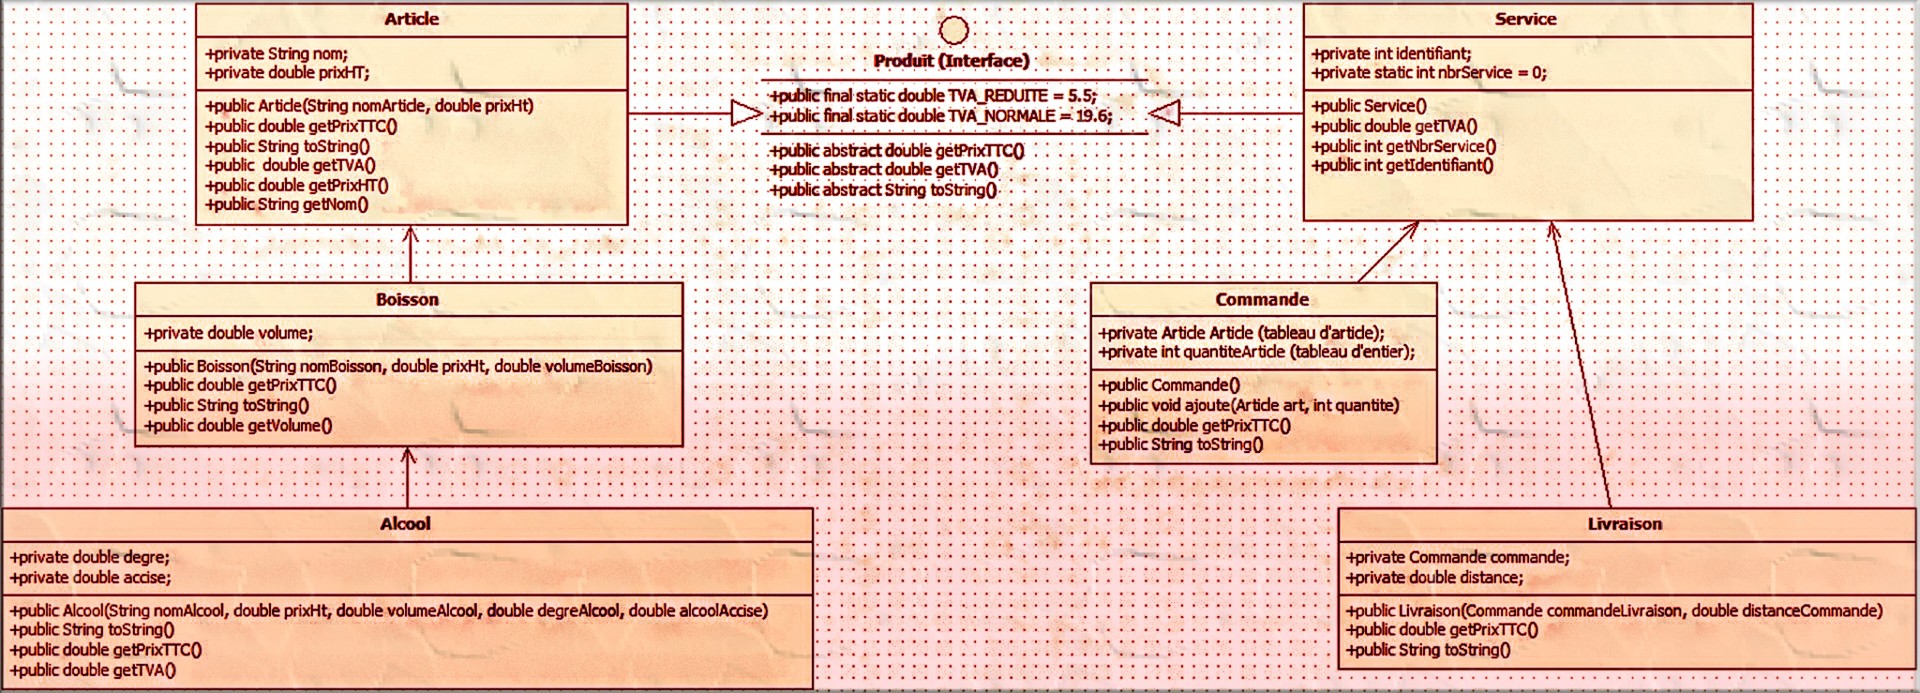 Article
+private String nom;
+private double prixHT;
+public Article(String nomArticle, double prixHt)
+public double getPrixTTC()
+public String toString()
+public  double getTVA()
+public double getPrixHT()
+public String getNom()
Produit (Interface)
+public final static double TVA_REDUITE = 5.5;
+public final static double TVA_NORMALE = 19.6;
+public abstract double getPrixTTC()
+public abstract double getTVA()
+public abstract String toString()
Service
+private int identifiant;
+private static int nbrService = 0;
+public Service()
+public double getTVA()
+public int getNbrService()
+public int getIdentifiant()
Boisson
+private double volume;
+public Boisson(String nomBoisson, double prixHt, double volumeBoisson)
+public double getPrixTTC()
+public String toString()
+public double getVolume()
Commande
+private Article Article (tableau d'article);
+private int quantiteArticle (tableau d'entier);
+public Commande()
+public void ajoute(Article art, int quantite)
+public double getPrixTTC()
+public String toString()
Alcool
+private double degre;
+private double accise;
+public Alcool(String nomAlcool, double prixHt, double volumeAlcool, double degreAlcool, double alcoolAccise)
+public String toString()
+public double getPrixTTC()
+public double getTVA()
Livraison
+private Commande commande;
+private double distance;
+public Livraison(Commande commandeLivraison, double distanceCommande)
+public double getPrixTTC()
+public String toString()